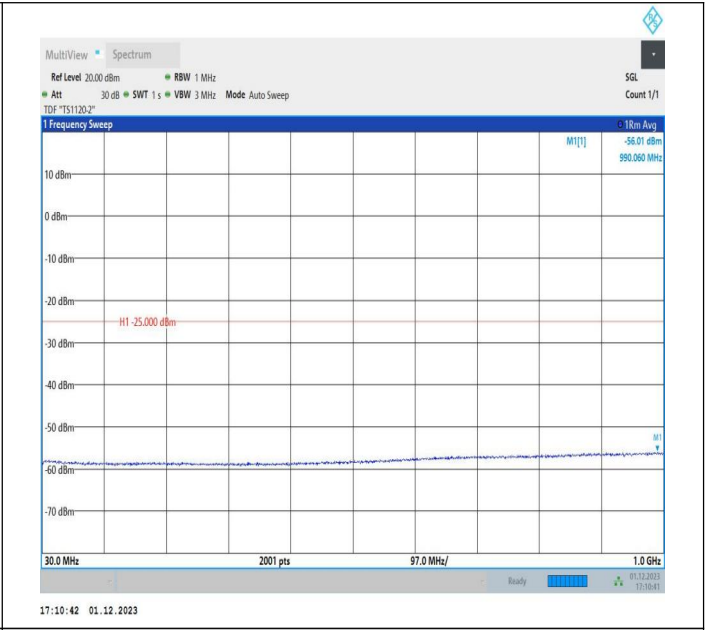 MultiView Spectrum
Ref Level 20.00 dBm RBW 1 MHz SGL
Att 30 dB SWT 1 s VBW 3 MHz Mode Auto Sweep Count 1/1
TDF "TS1120-2"
1 Frequency Sweep 1Rm Avg
M1[1] -56.01 dBm
990.060 MHz
10 dBm
0 dBm
-10 dBm
-20 dBm
H1 -25.000 dBm
-30 dBm
-40 dBm
-50 dBm
M1
-60 dBm
-70 dBm
30.0 MHz 2001 pts 97.0 MHz/ 1.0 GHz
Ready 01.12.2023
17:10:41
17:10:42 01.12.2023